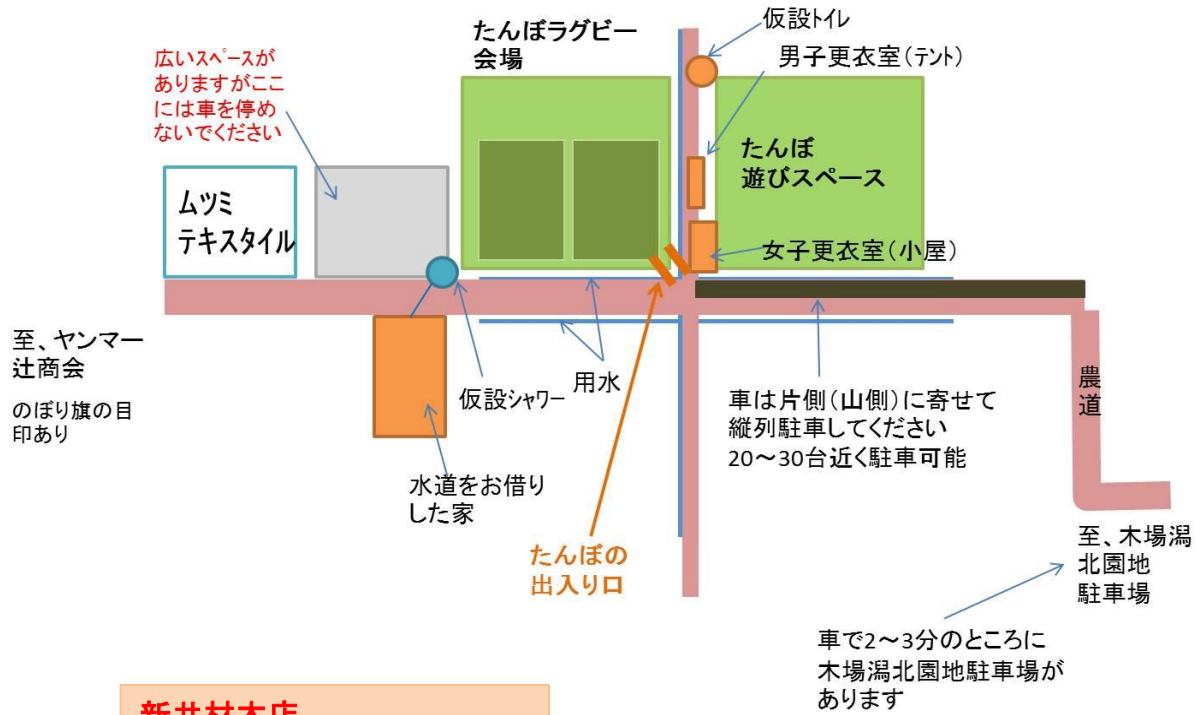 仮設トイレ
男子更衣室(テント)
たんぼラグビー
会場
広いスペースが
ありますがここ
には車を停め
ないでください
たんぼ
遊びスペース
ムツミ
テキスタイル
女子更衣室(小屋)
至、ヤンマー
辻商会
のぼり旗の目
印あり
仮設シャワー
用水
農道
車は片側(山側)に寄せて
縦列駐車してください
20~30台近く駐車可能
水道をお借り
した家
たんぼの
出入り口
至、木場潟
北園地
駐車場
車で2~3分のところに
木場潟北園地駐車場が
あります